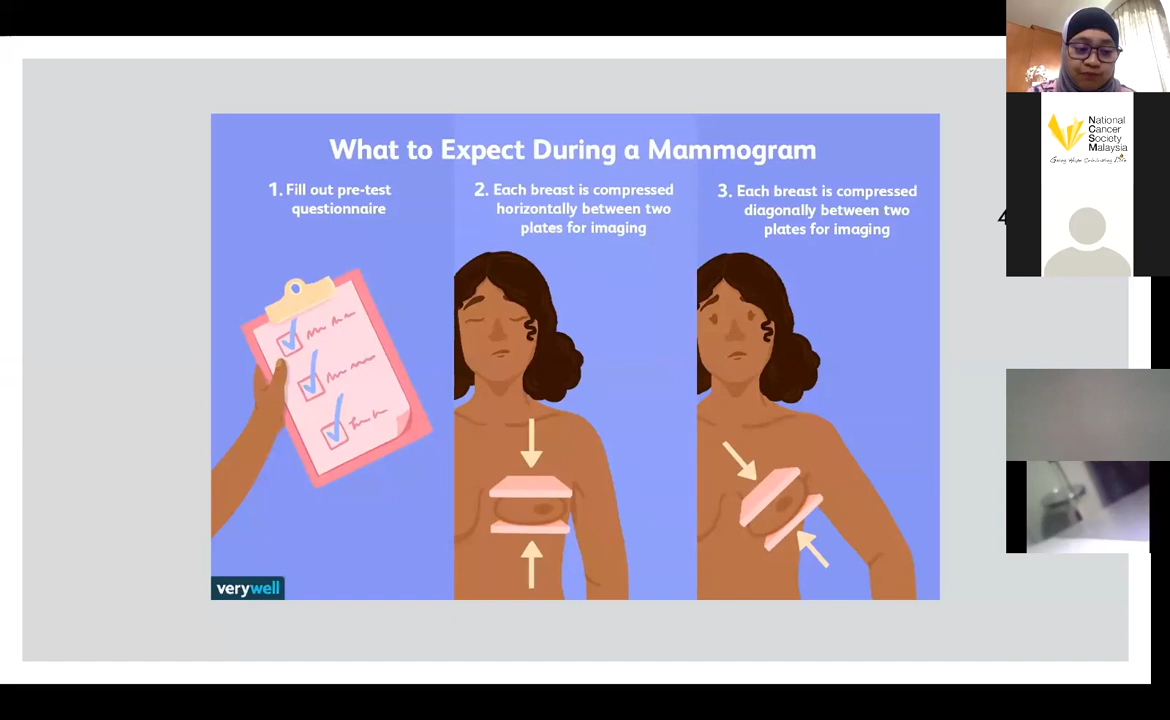 What to Expect During a Mammogram
1. Fill out pre-test
questionnaire
2. Each breast is compressed
horizontally between two
plates for imaging
3. Each breast is compressed
diagonally between two
plates for imaging
verywell
National
Cancer
Society
Malaysia